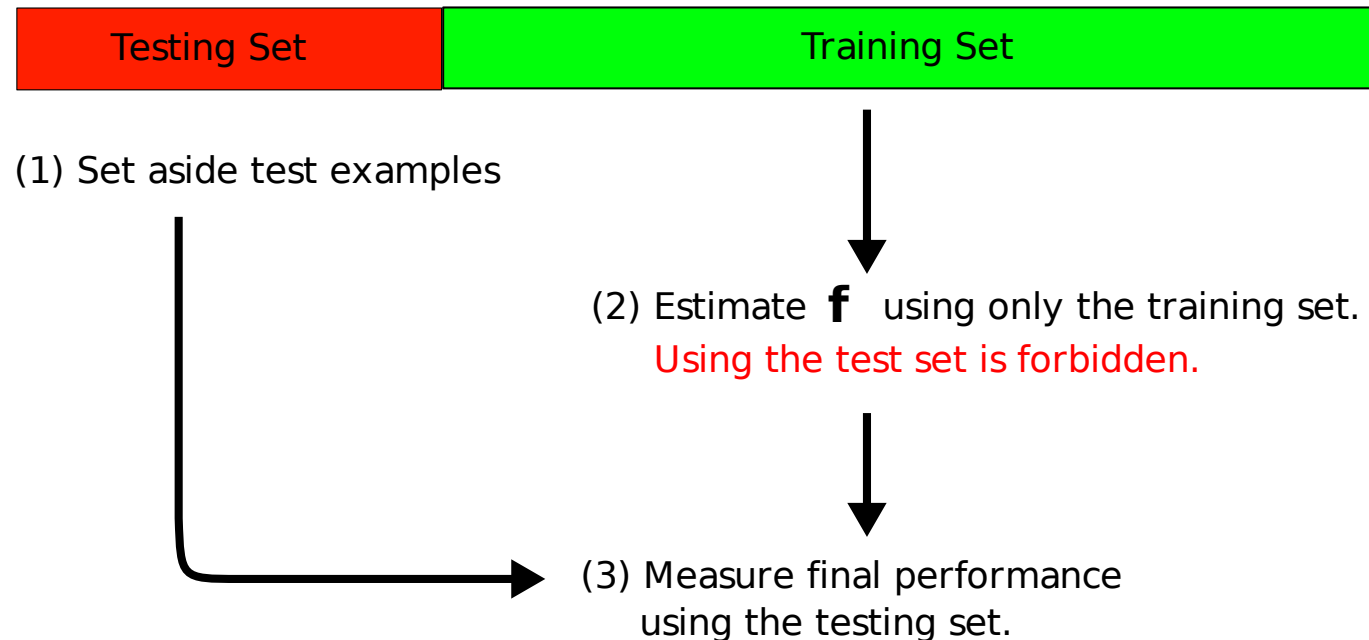 Testing Set
Training Set
(1) Set aside test examples
(2) Estimate f using only the training set.
Using the test set is forbidden.
(3) Measure final performance
using the testing set.